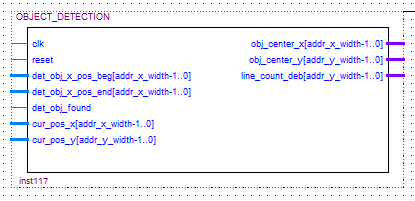 OBJECT_DETECTION
clk
reset
det_obj_x_pos_beg[addr_x_width-1..0]
det_obj_x_pos_end[addr_x_width-1..0]
det_obj_found
cur_pos_x[addr_x_width-1..0]
cur_pos_y[addr_y_width-1..0]
obj_center_x[addr_x_width-1..0]
obj_center_y[addr_y_width-1..0]
line_count_deb[addr_y_width-1..0]
inst117